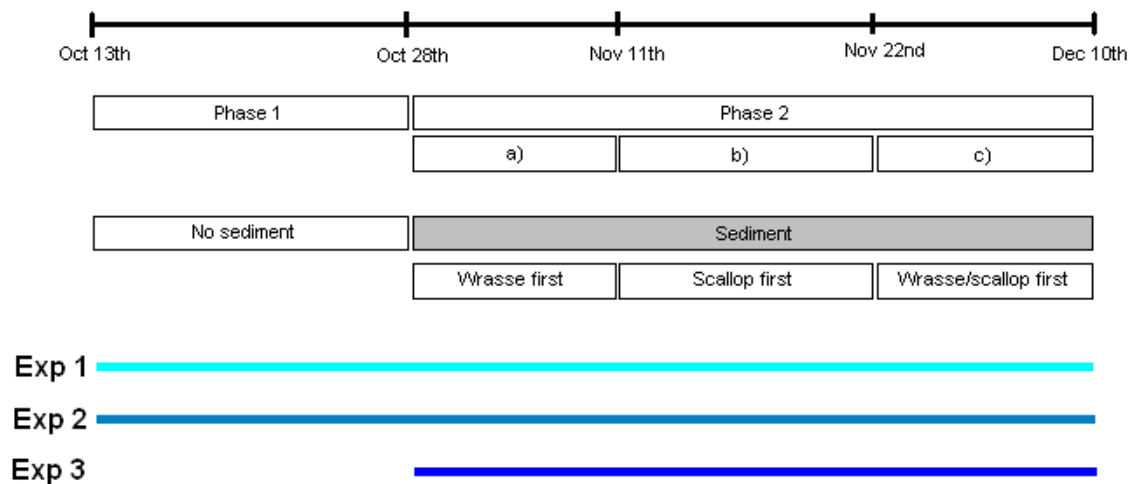 Oct 13th Oct 28th Nov 11th Nov 22nd Dec 10th
Phase 1 Phase 2
a) b) c)
No sediment Sediment
Wrasse first Scallop first Wrasse/scallop first
Exp 1
Exp 2
Exp 3